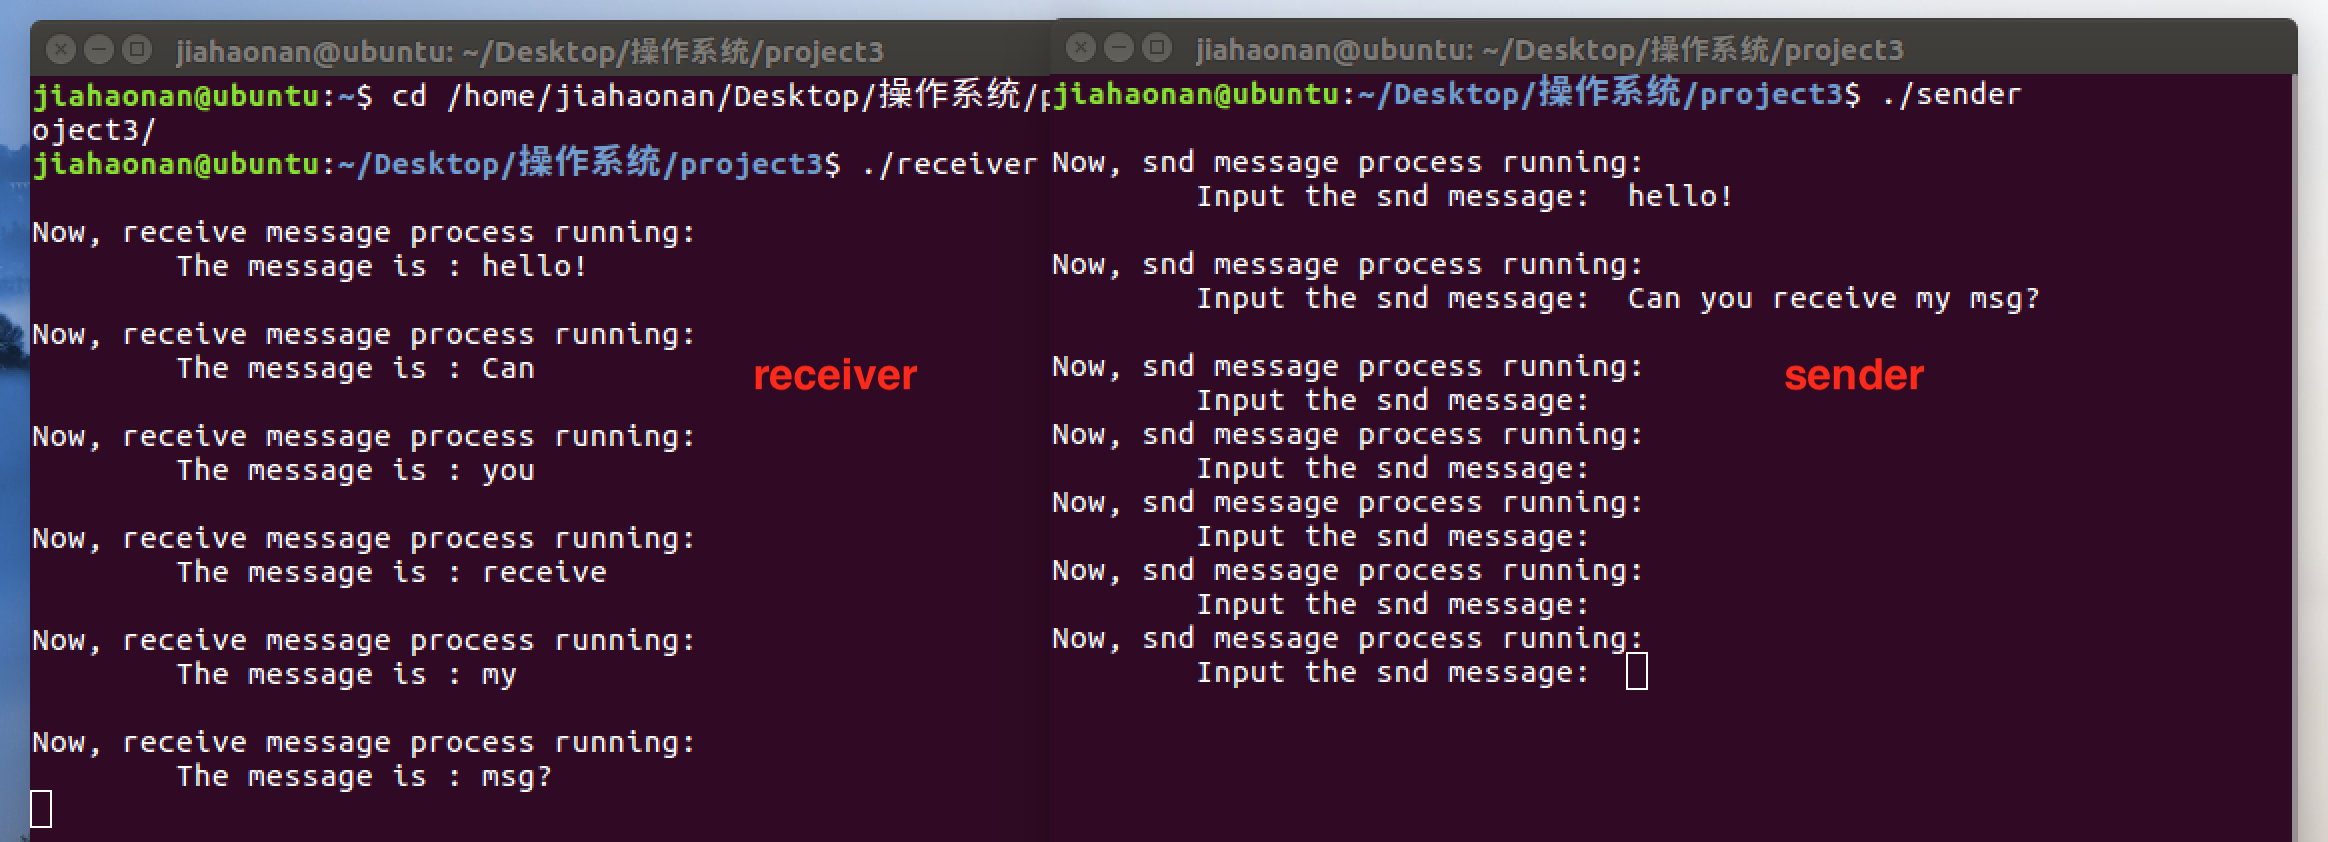 jiahaonan@ubuntu: ~/Desktop/操作系统/project3
jiahaonan@ubuntu:~$ cd /home/jiahaonan/Desktop/操作系统/pr
oject3/
jiahaonan@ubuntu:~/Desktop/操作系统/project3$ ./receiver
Now, receive message process running:
The message is : hello!
Now, receive message process running:
The message is : Can
Now, receive message process running:
The message is : you
Now, receive message process running:
The message is : receive
Now, receive message process running:
The message is : my
Now, receive message process running:
The message is : msg?
receiver
jiahaonan@ubuntu: ~/Desktop/操作系统/project3
jiahaonan@ubuntu:~/Desktop/操作系统/project3$ ./sender
Now, snd message process running:
Input the snd message:  hello!
Now, snd message process running:
Input the snd message:  Can you receive my msg?
Now, snd message process running:
Input the snd message:
Now, snd message process running:
Input the snd message:
Now, snd message process running:
Input the snd message:
Now, snd message process running:
Input the snd message:
Now, snd message process running:
Input the snd message:
sender